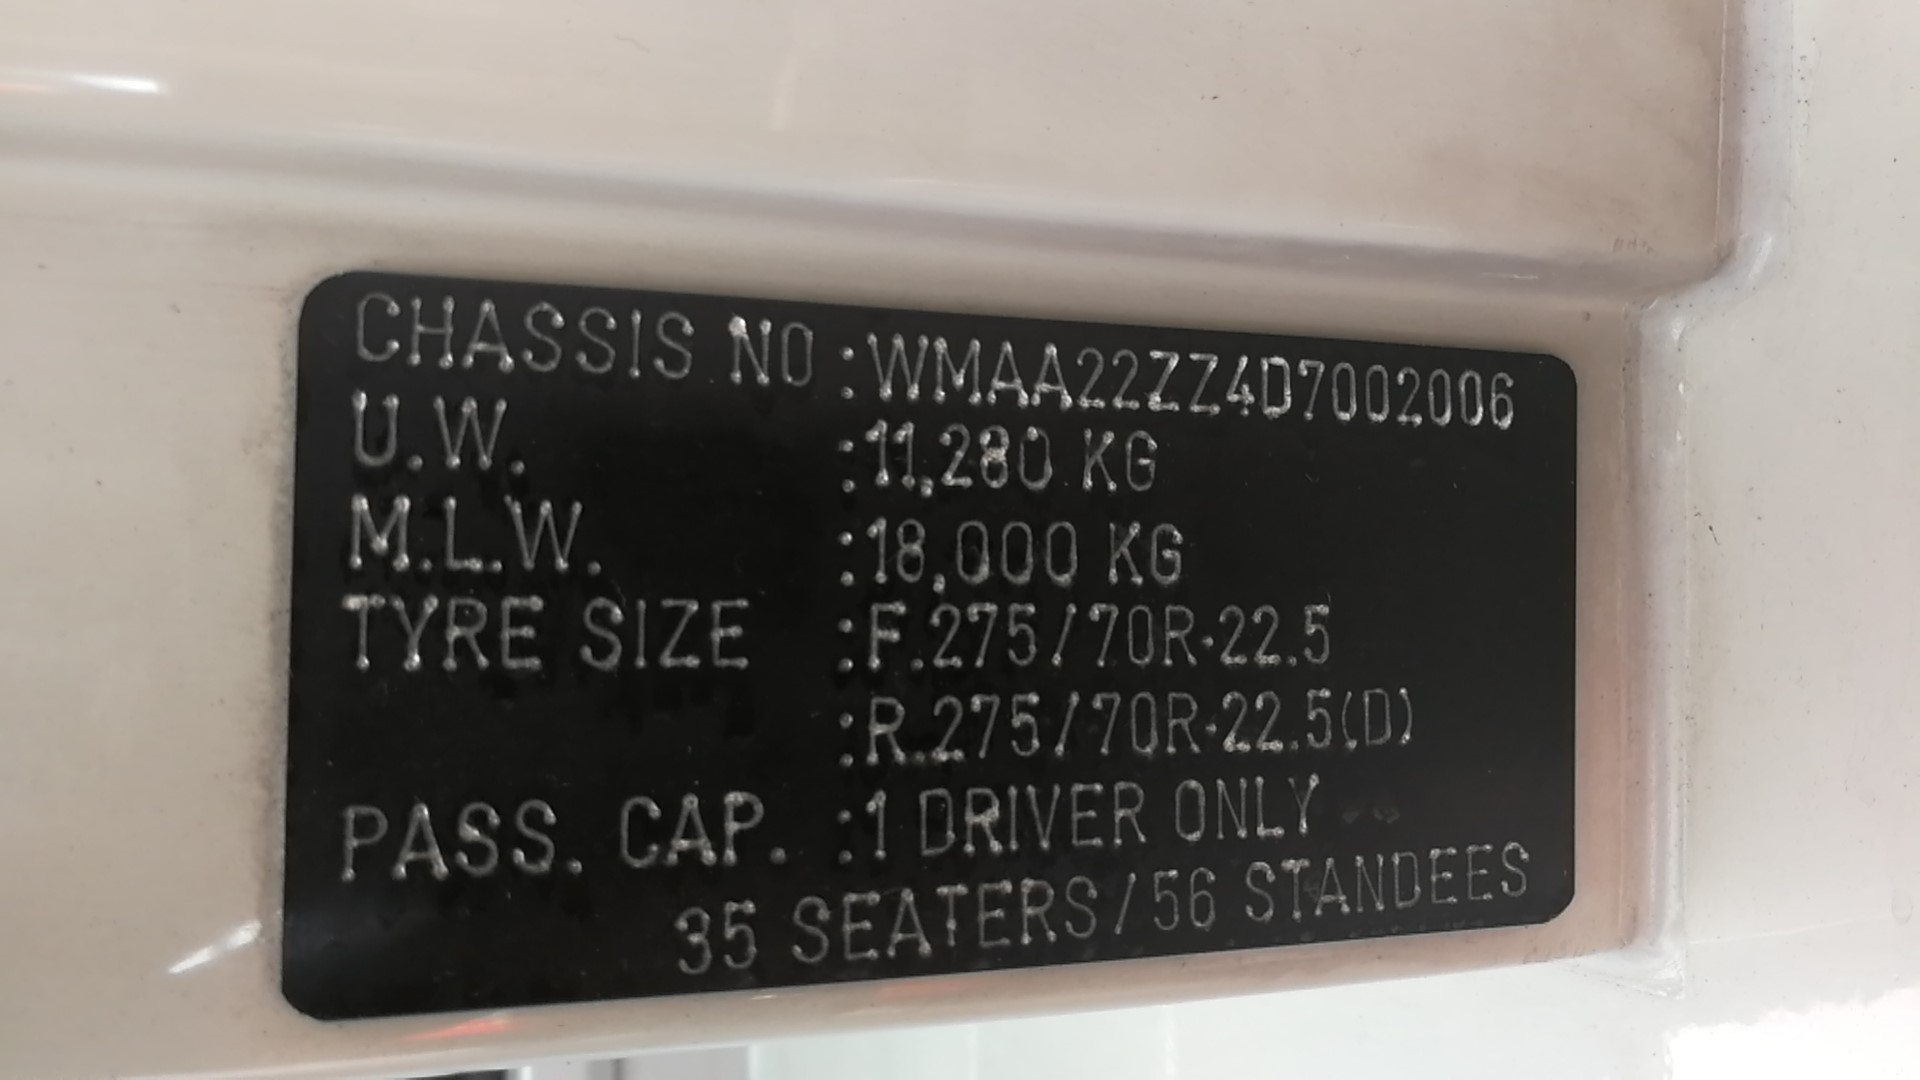 CHASSIS NO :WMAA22ZZ4D7002006
U.W. :11,280 KG
M.L.W. :18,000 KG
TYRE SIZE :F.275/70R·22.5
:R.275/70R·22.5(D)
PASS. CAP. :1 DRIVER ONLY
35 SEATERS/56 STANDEES